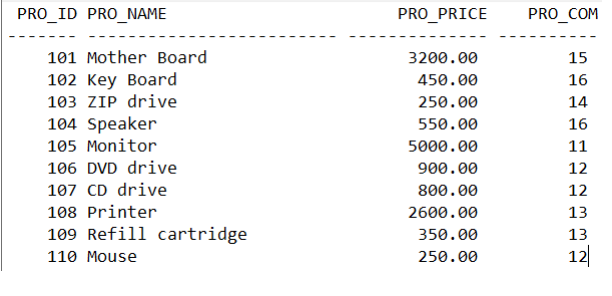 PRO_ID PRO_NAME PRO_PRICE PRO_COM
------- ------------------------- -------------- ----------
101 Mother Board 3200.00 15
102 Key Board 450.00 16
103 ZIP drive 250.00 14
104 Speaker 550.00 16
105 Monitor 5000.00 11
106 DVD drive 900.00 12
107 CD drive 800.00 12
108 Printer 2600.00 13
109 Refill cartridge 350.00 13
110 Mouse 250.00 12